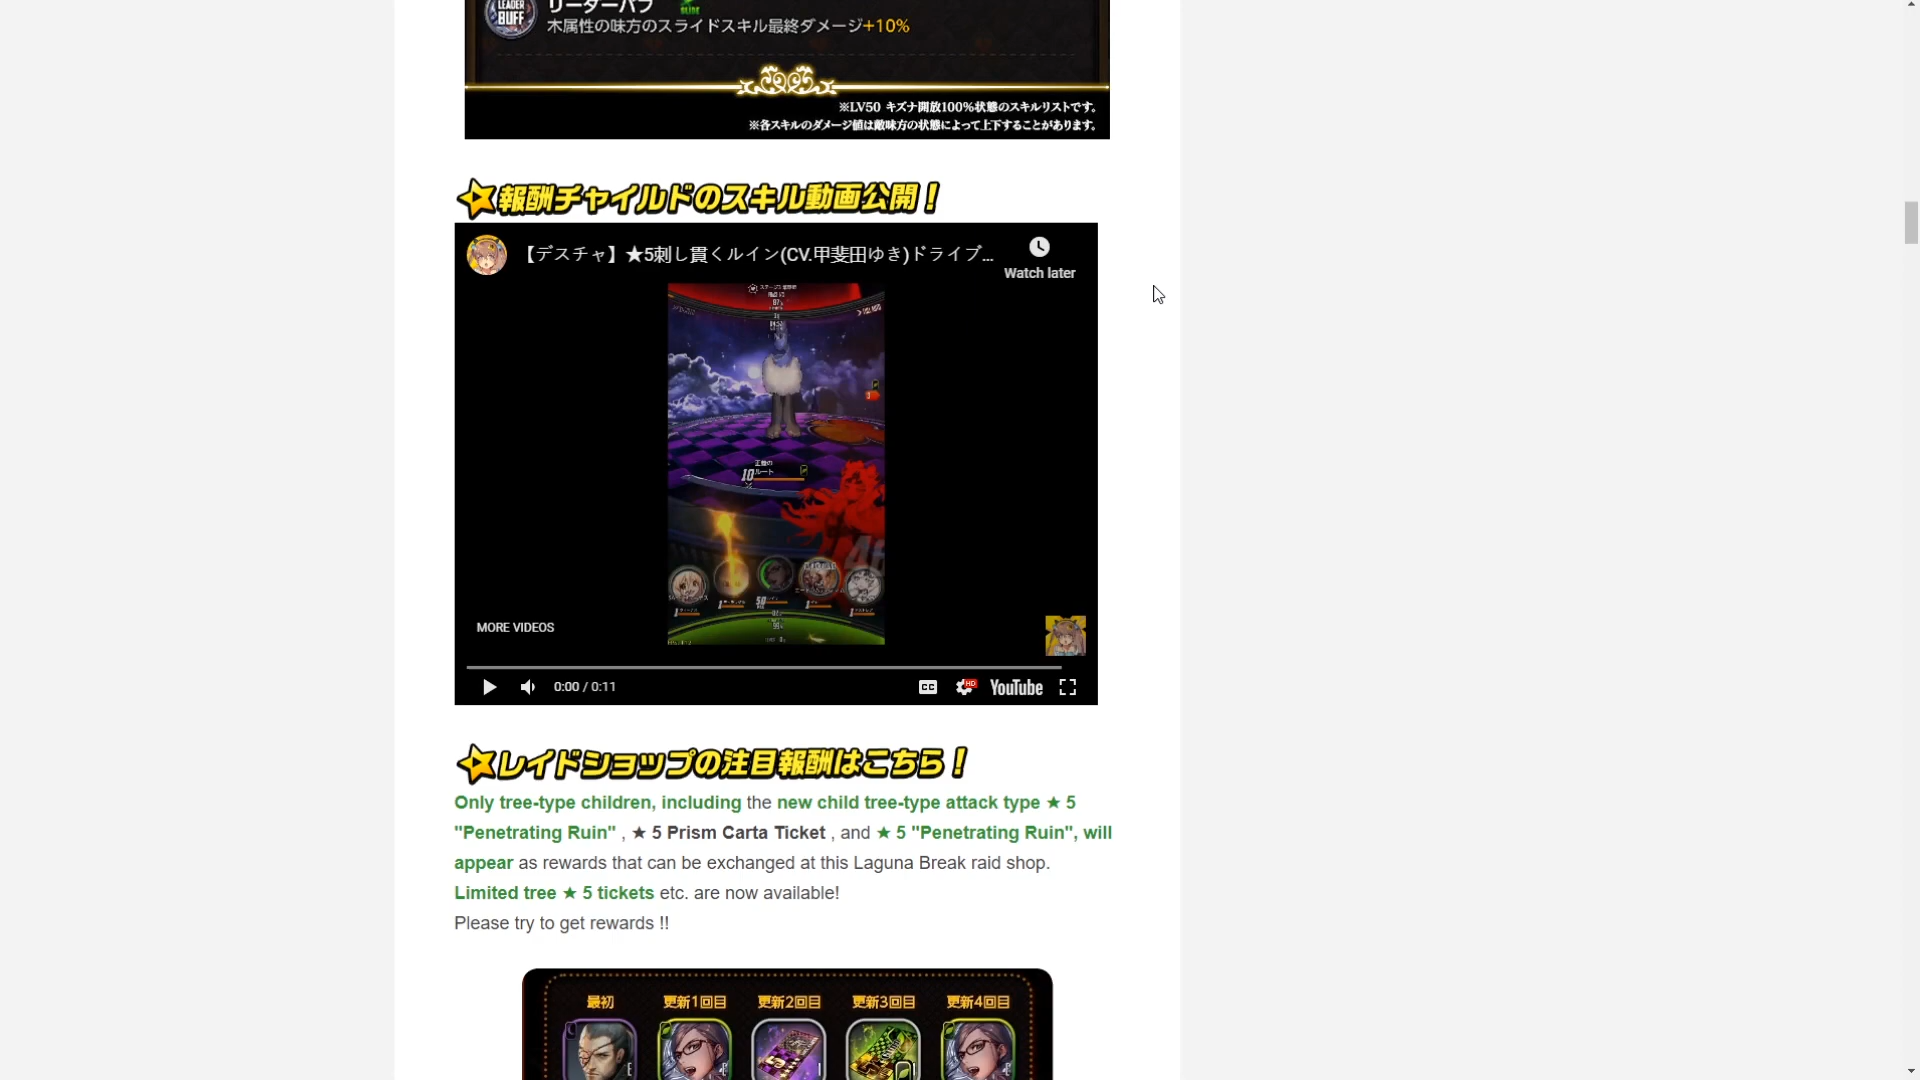 LEADER BUFF
リーダーバフ SLIDE
木属性の味方のスライドスキル最終ダメージ+10%
※LV50 キズナ開放100%状態のスキルリストです。
※各スキルのダメージ値は敵味方の状態によって上下することがあります。
報酬チャイルドのスキル動画公開！
【デスチャ】★5刺し貫くルイン(CV.甲斐田ゆき)ドライブ...
Watch later
MORE VIDEOS
0:00 / 0:11
CC
HD
YouTube
レイドショップの注目報酬はこちら！
Only tree-type children, including the new child tree-type attack type ★ 5
"Penetrating Ruin" , ★ 5 Prism Carta Ticket , and ★ 5 "Penetrating Ruin", will
appear as rewards that can be exchanged at this Laguna Break raid shop.
Limited tree ★ 5 tickets etc. are now available!
Please try to get rewards !!
最初 更新1回目 更新2回目 更新3回目 更新4回目